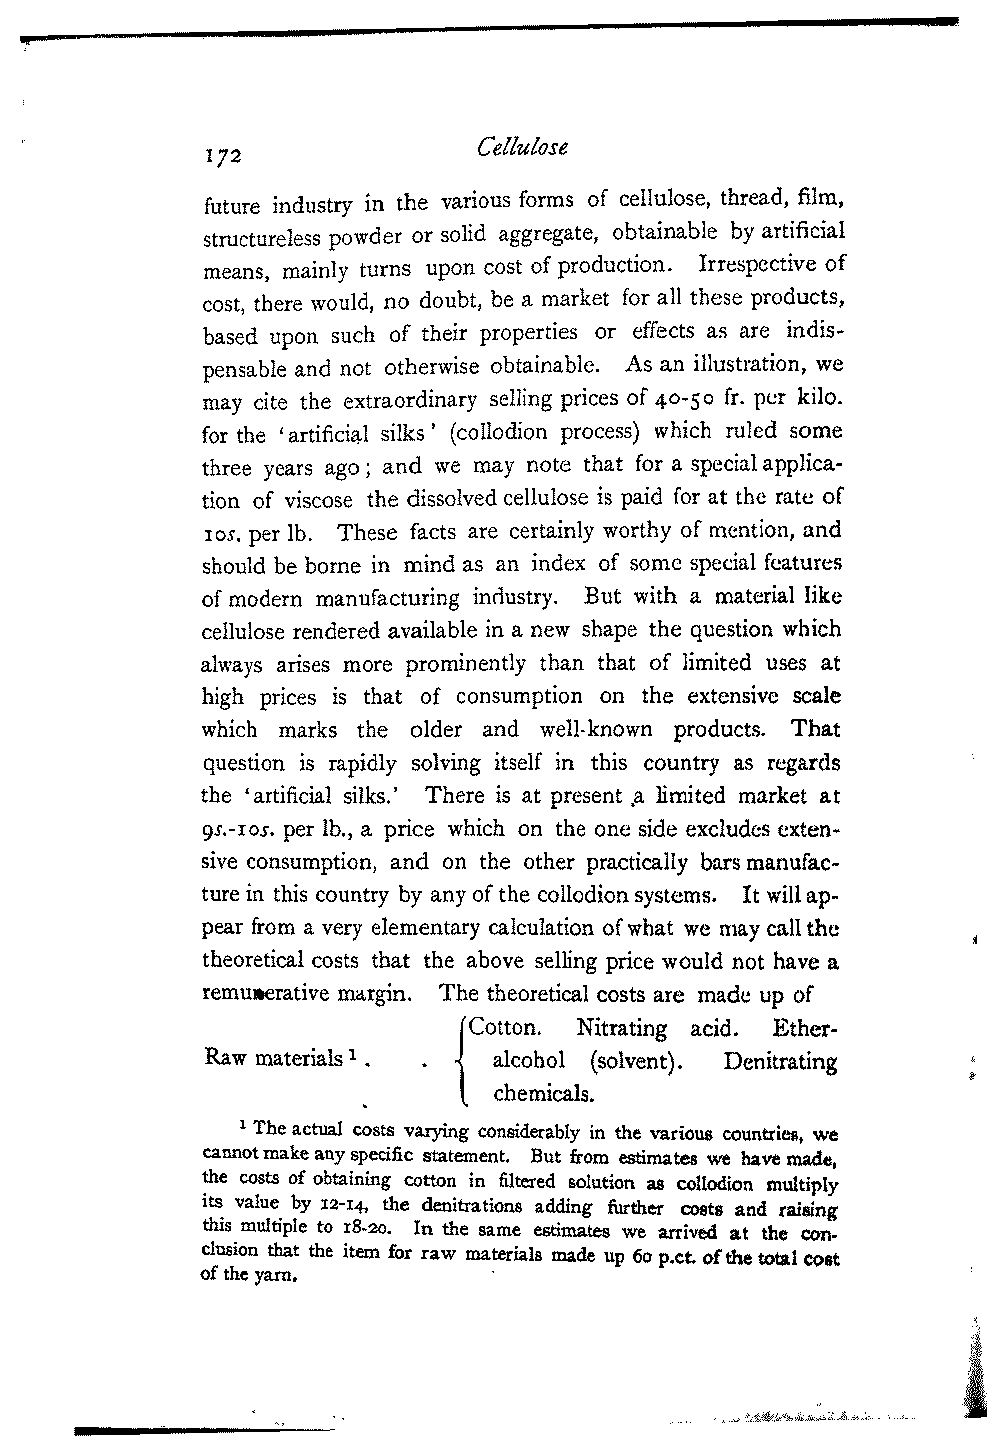 172 Cellulose
future industry in the various forms of cellulose, thread, film,
structureless powder or solid aggregate, obtainable by artificial
means, mainly turns upon cost of production. Irrespective of
cost, there would, no doubt, be a market for all these products,
based upon such of their properties or effects as are indis-
pensable and not otherwise obtainable. As an illustration, we
may cite the extraordinary selling prices of 40-50 fr. per kilo.
for the ‘artificial silks’ (collodion process) which ruled some
three years ago; and we may note that for a special applica-
tion of viscose the dissolved cellulose is paid for at the rate of
10s. per lb. These facts are certainly worthy of mention, and
should be borne in mind as an index of some special features
of modern manufacturing industry. But with a material like
cellulose rendered available in a new shape the question which
always arises more prominently than that of limited uses at
high prices is that of consumption on the extensive scale
which marks the older and well-known products. That
question is rapidly solving itself in this country as regards
the ‘artificial silks.’ There is at present a limited market at
9s.-10s. per lb., a price which on the one side excludes exten-
sive consumption, and on the other practically bars manufac-
ture in this country by any of the collodion systems. It will ap-
pear from a very elementary calculation of what we may call the
theoretical costs that the above selling price would not have a
remunerative margin. The theoretical costs are made up of
Cotton. Nitrating acid. Ether-
Raw materials ¹ . . { alcohol (solvent). Denitrating
chemicals.
¹ The actual costs varying considerably in the various countries, we
cannot make any specific statement. But from estimates we have made,
the costs of obtaining cotton in filtered solution as collodion multiply
its value by 12-14, the denitrations adding further costs and raising
this multiple to 18-20. In the same estimates we arrived at the con-
clusion that the item for raw materials made up 60 p.ct. of the total cost
of the yarn.